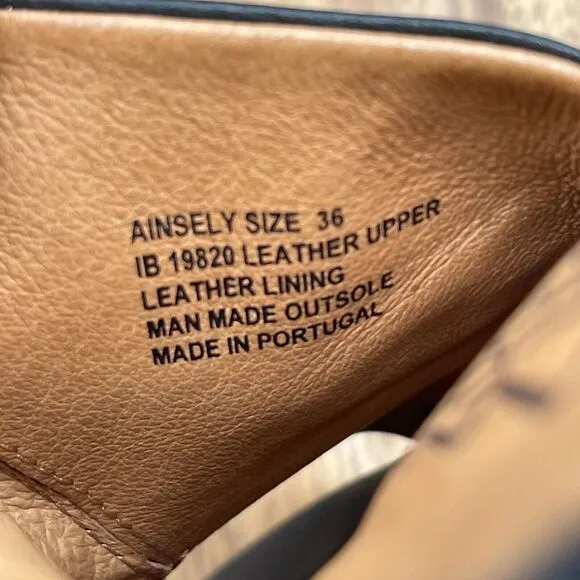 AINSELY SIZE 36
IB 19820 LEATHER UPPER
LEATHER LINING
MAN MADE OUTSOLE
MADE IN PORTUGAL